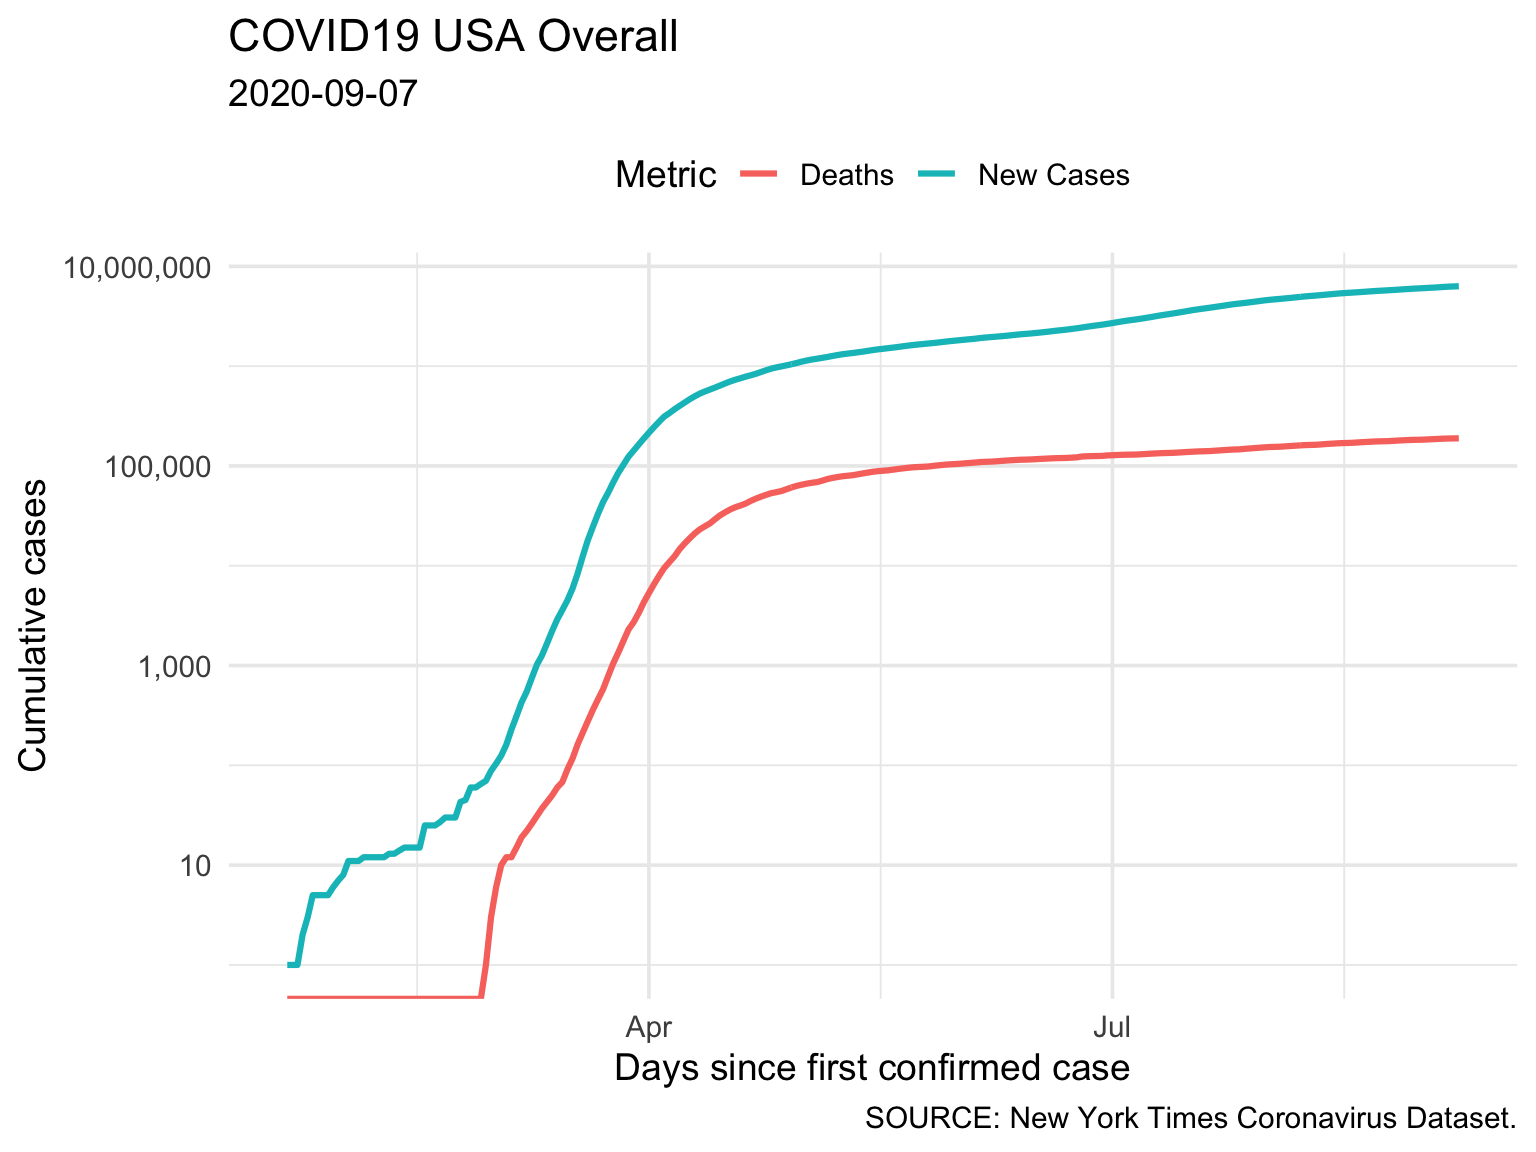 COVID19 USA Overall
2020-09-07
Metric Deaths New Cases
10,000,000
100,000
1,000
10
Cumulative cases
Apr Jul
Days since first confirmed case
SOURCE: New York Times Coronavirus Dataset.